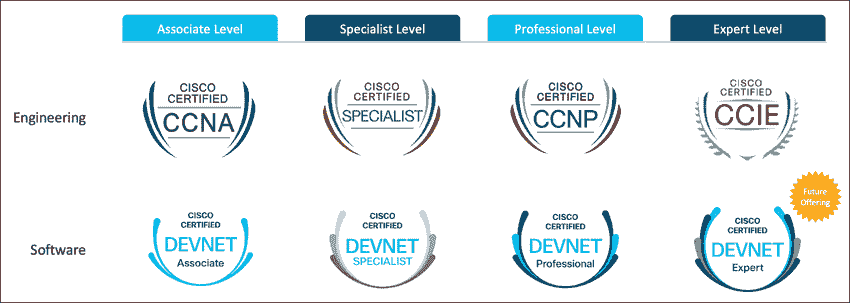 Associate Level
Specialist Level
Professional Level
Expert Level
Engineering
CISCO
CERTIFIED
CCNA
CISCO
CERTIFIED
SPECIALIST
CISCO
CERTIFIED
CCNP
CISCO
CERTIFIED
CCIE
Future
Offering
Software
CISCO
CERTIFIED
DEVNET
Associate
CISCO
CERTIFIED
DEVNET
SPECIALIST
CISCO
CERTIFIED
DEVNET
Professional
CISCO
CERTIFIED
DEVNET
Expert